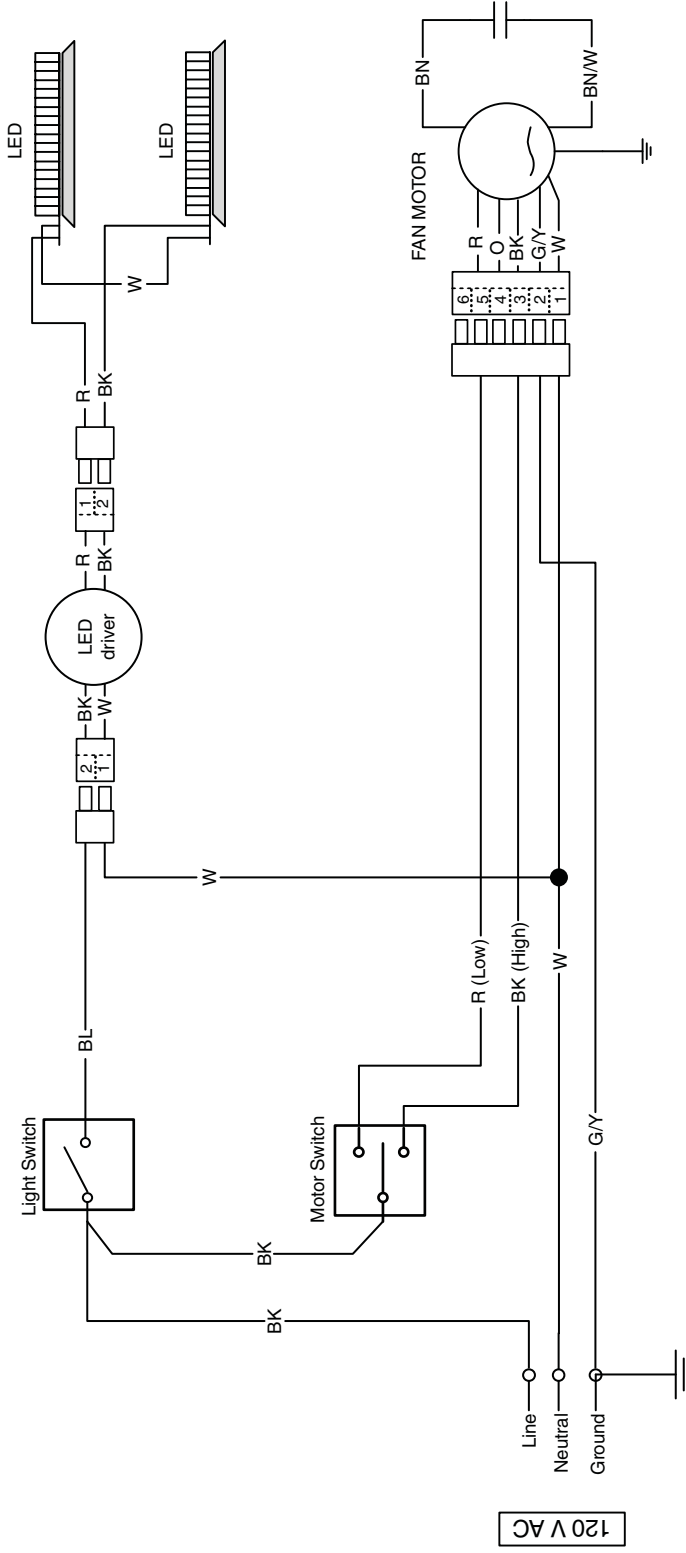 LED
LED
W
R
BK
1
2
R
BK
LED
driver
BK
W
2
1
W
BL
Light Switch
Motor Switch
BK
BK
BN
BN/W
FAN MOTOR
R
O
BK
G/Y
W
6
5
4
3
2
1
R (Low)
BK (High)
W
G/Y
Line
Neutral
Ground
120 V AC